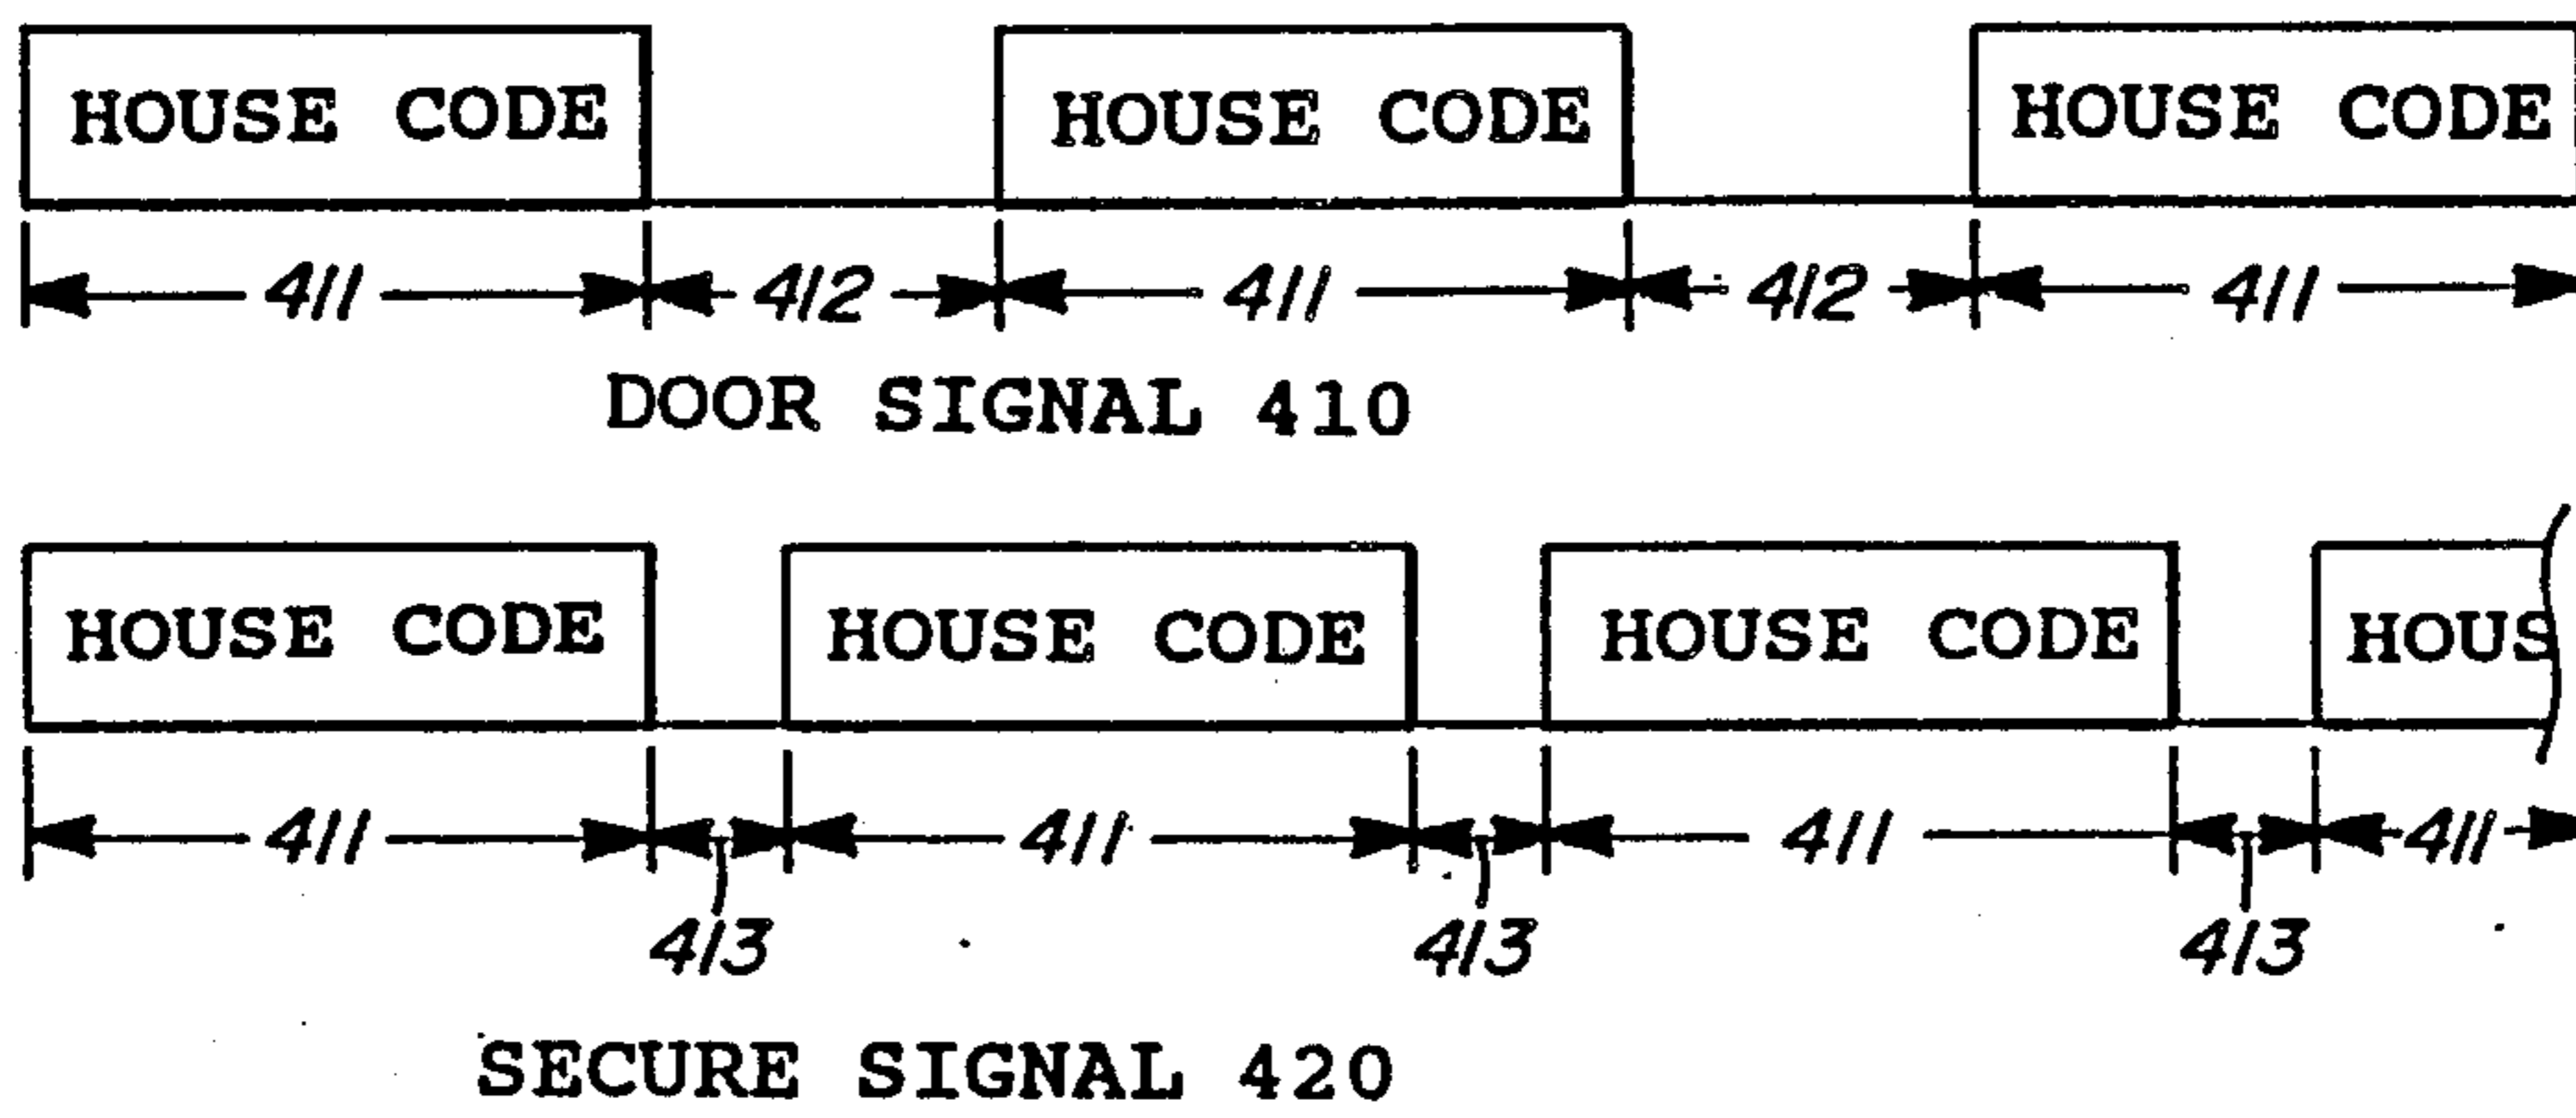 HOUSE CODE HOUSE CODE HOUSE CODE
411 412 411 412 411
DOOR SIGNAL 410
HOUSE CODE HOUSE CODE HOUSE CODE HOUS
411 411 411 411
413 413 413
SECURE SIGNAL 420